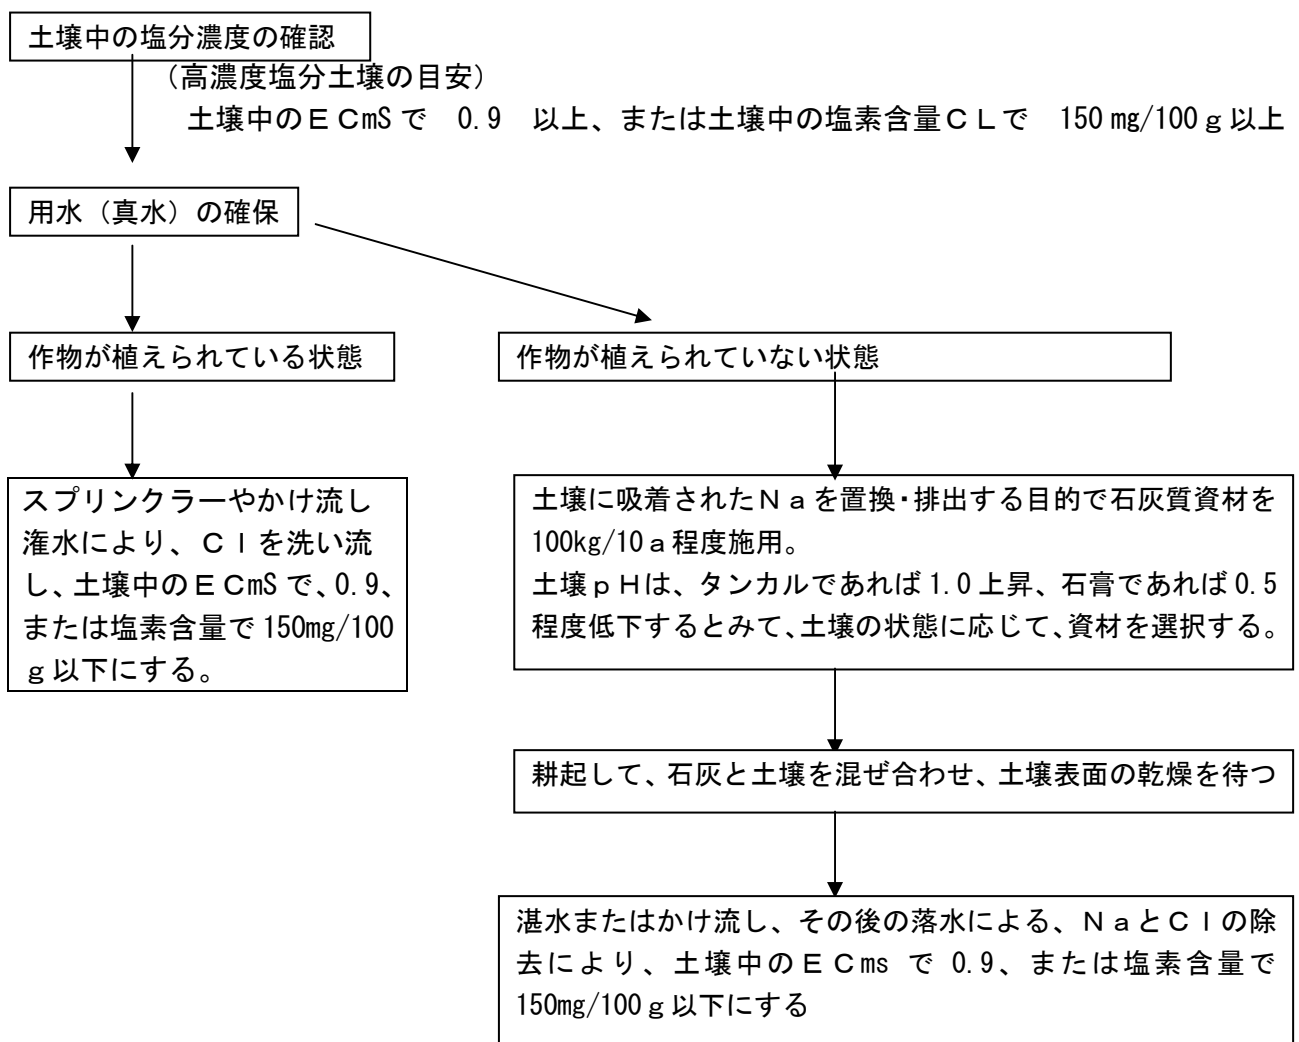 土壌中の塩分濃度の確認
（高濃度塩分土壌の目安）
土壌中のＥＣmSで　0.9　以上、または土壌中の塩素含量ＣＬで　150 mg/100ｇ以上
用水（真水）の確保
作物が植えられている状態
作物が植えられていない状態
スプリンクラーやかけ流し
潅水により、Ｃｌを洗い流
し、土壌中のＥＣmSで、0.9、
または塩素含量で150mg/100
ｇ以下にする。
土壌に吸着されたＮａを置換・排出する目的で石灰質資材を
100kg/10ａ程度施用。
土壌ｐＨは、タンカルであれば1.0上昇、石膏であれば0.5
程度低下するとみて、土壌の状態に応じて、資材を選択する。
耕起して、石灰と土壌を混ぜ合わせ、土壌表面の乾燥を待つ
湛水またはかけ流し、その後の落水による、ＮａとＣｌの除
去により、土壌中のＥＣms で 0.9、または塩素含量で
150mg/100ｇ以下にする